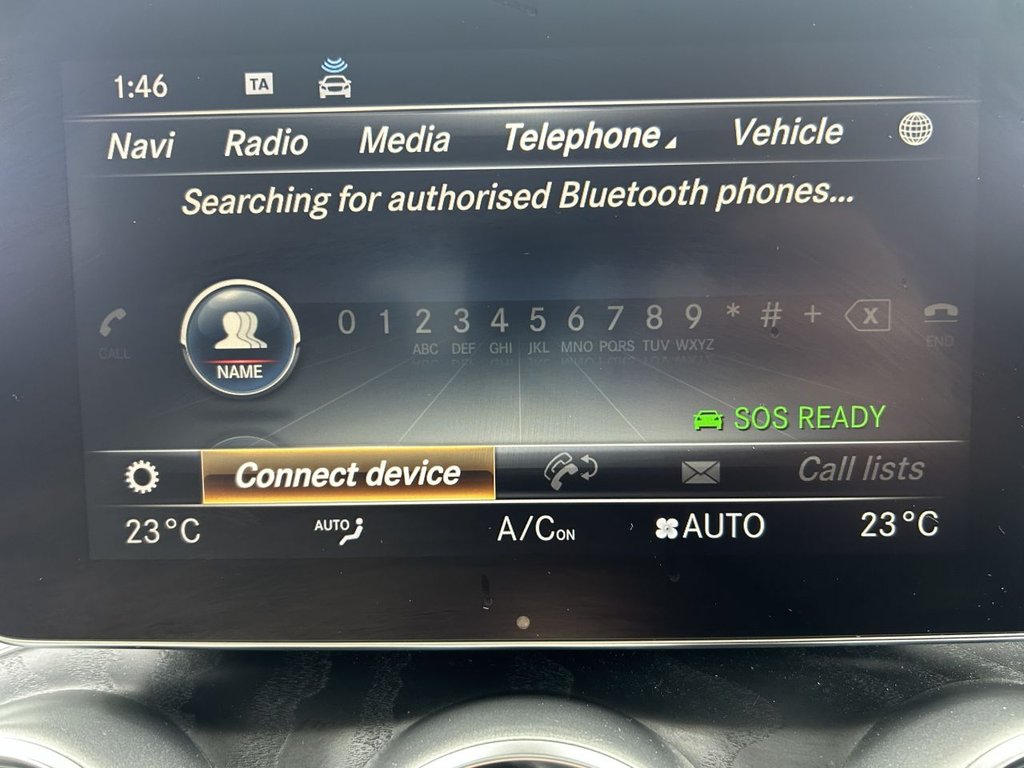 1:46 TA
Navi Radio Media Telephone Vehicle
Searching for authorised Bluetooth phones...
0 1 2 3 4 5 6 7 8 9 * # + X
ABC DEF GHI JKL MNO PQRS TUV WXYZ
CALL NAME END
SOS READY
Connect device Call lists
23°C AUTO A/C ON AUTO 23°C